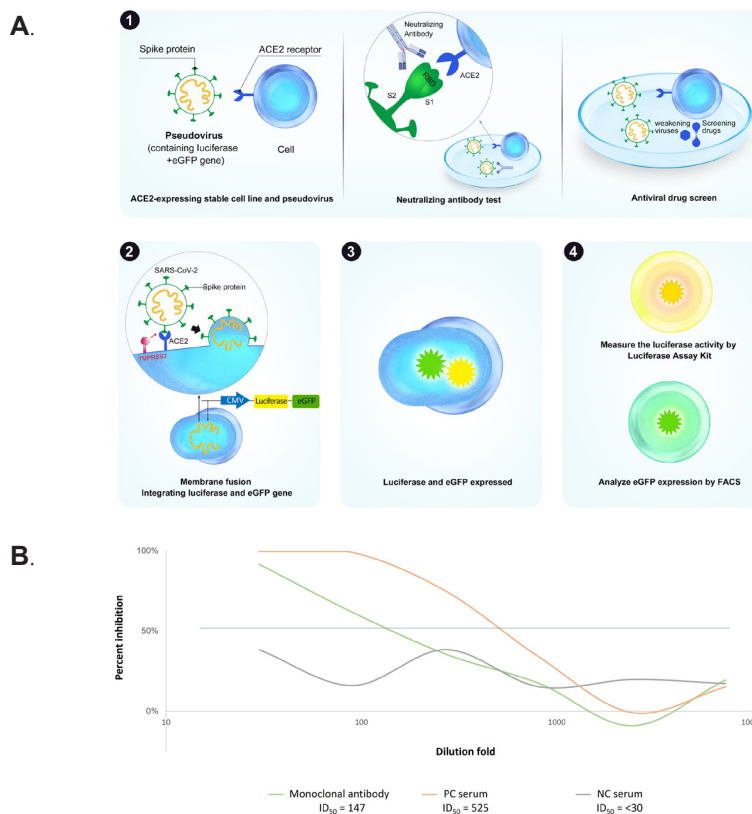 A.
1
Spike protein
ACE2 receptor
Pseudovirus
(containing luciferase
+eGFP gene)
Cell
ACE2-expressing stable cell line and pseudovirus
Neutralizing
Antibody
RBD
ACE2
S2
S1
Neutralizing antibody test
weakening
viruses
Screening
drugs
Antiviral drug screen
2
SARS-CoV-2
Spike protein
ACE2
TMPRSS2
CMV
Luciferase
eGFP
Membrane fusion
Integrating luciferase and eGFP gene
3
Luciferase and eGFP expressed
4
Measure the luciferase activity by
Luciferase Assay Kit
Analyze eGFP expression by FACS
B.
Percent inhibition
100%
50%
0%
10
100
1000
1000
Dilution fold
Monoclonal antibody
ID₅₀ = 147
PC serum
ID₅₀ = 525
NC serum
ID₅₀ = <30